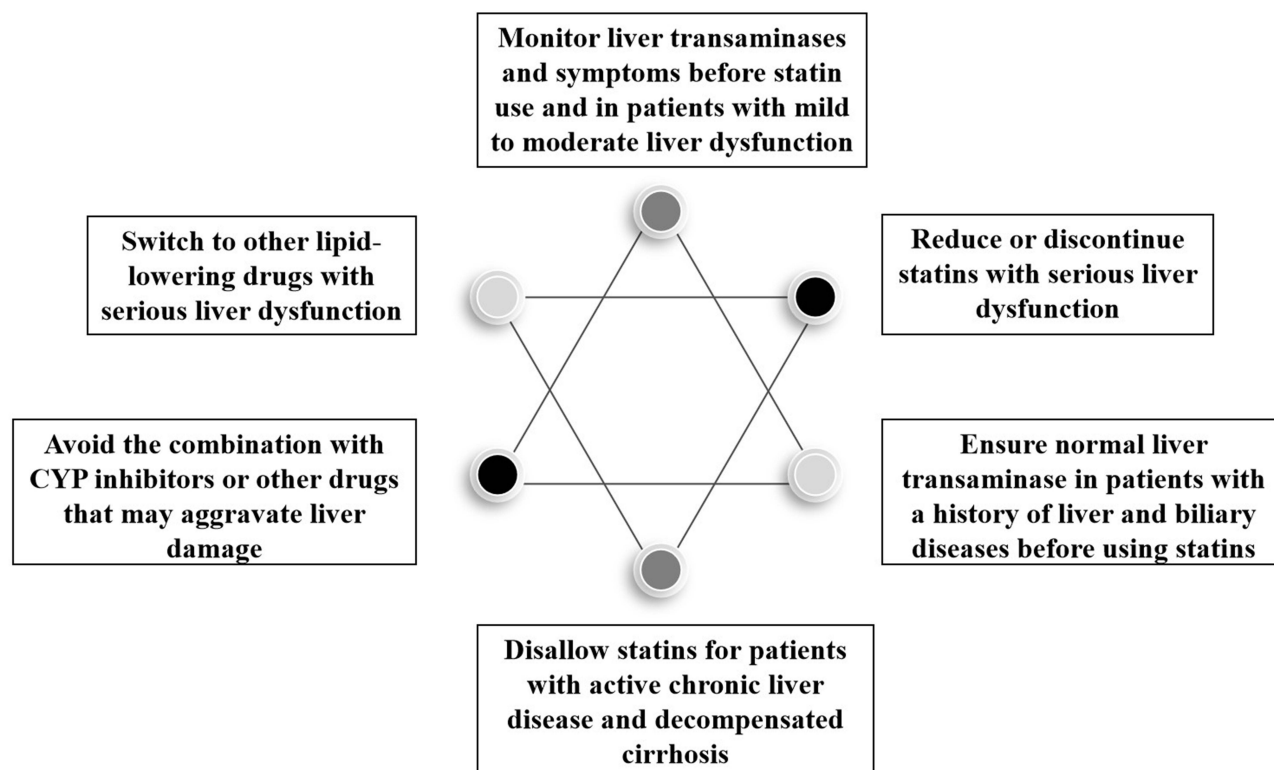 Monitor liver transaminases
and symptoms before statin
use and in patients with mild
to moderate liver dysfunction
Switch to other lipid-
lowering drugs with
serious liver dysfunction
Reduce or discontinue
statins with serious liver
dysfunction
Avoid the combination with
CYP inhibitors or other drugs
that may aggravate liver
damage
Ensure normal liver
transaminase in patients with
a history of liver and biliary
diseases before using statins
Disallow statins for patients
with active chronic liver
disease and decompensated
cirrhosis